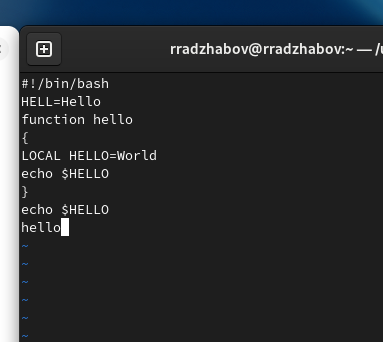 rradzhabov@rradzhabov:~ — /u
#!/bin/bash
HELL=Hello
function hello
{
LOCAL HELLO=World
echo $HELLO
}
echo $HELLO
hello
~
~
~
~
~
~